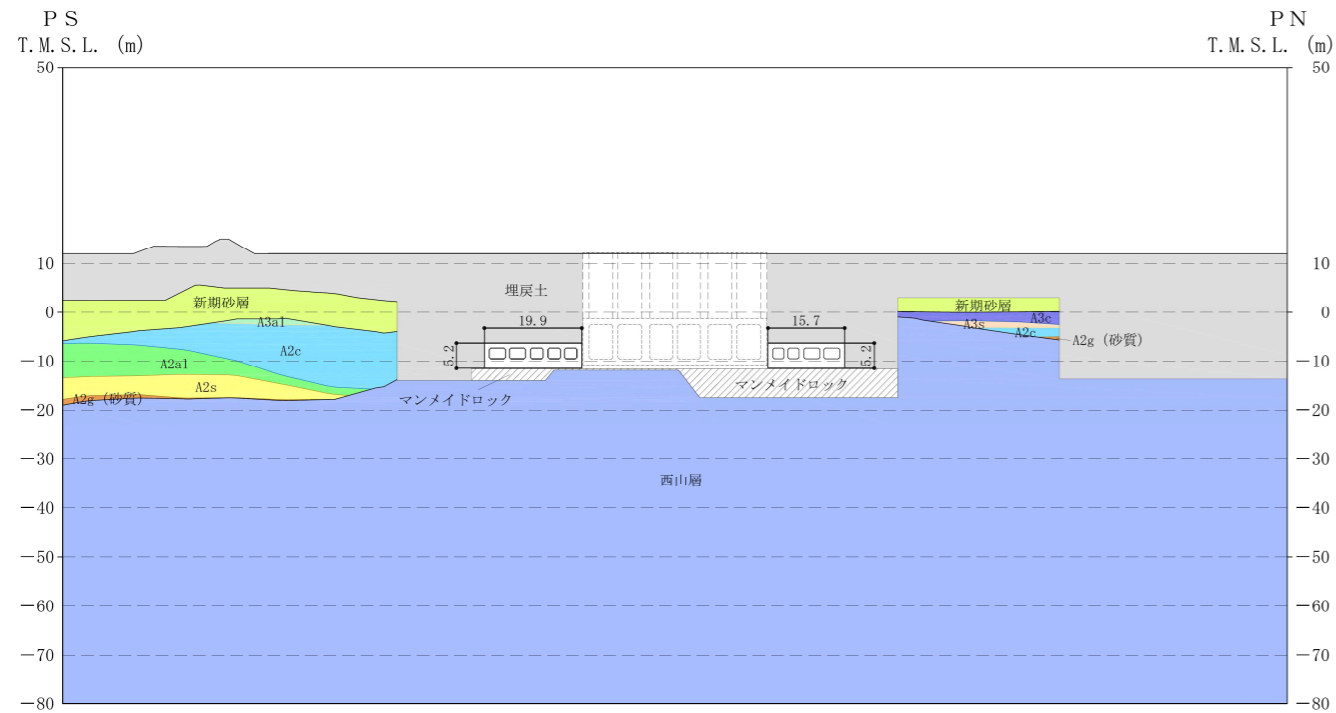 PS
PN
T.M.S.L. (m)
T.M.S.L. (m)
50
50
10
10
新期砂層
埋戻土
新期砂層
0
0
A3a1
19.9
15.7
A3s
A3c
A2c
A2c
A2g (砂質)
5.2
5.2
−10
−10
A2a1
A2s
マンメイドロック
マンメイドロック
A2g (砂質)
−20
−20
−30
−30
西山層
−40
−40
−50
−50
−60
−60
−70
−70
−80
−80